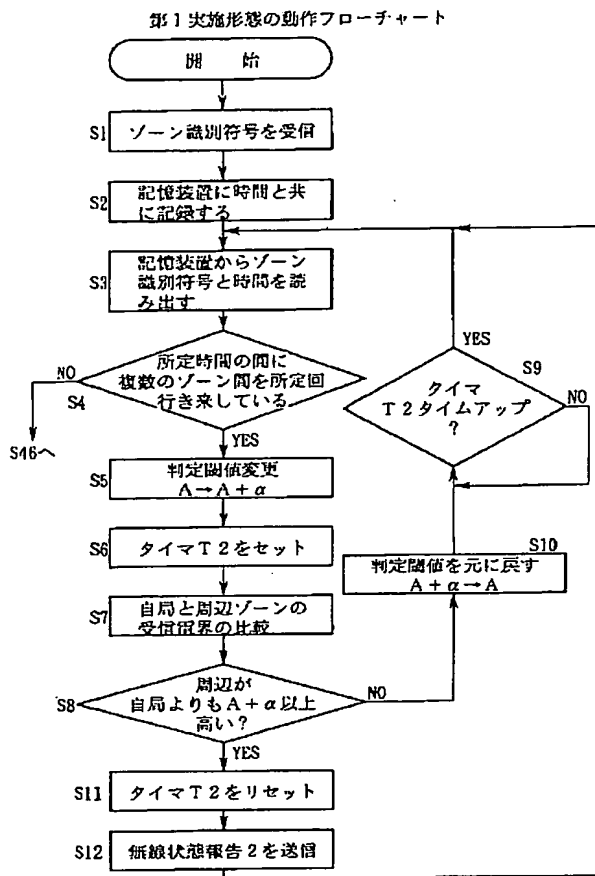 第1実施形態の動作フローチャート
開始
S1
ゾーン識別符号を受信
S2
記憶装置に時間と共
に記録する
S3
記憶装置からゾーン
識別符号と時間を読
み出す
所定時間の間に
複数のゾーン間を所定回
行き来している
NO
S4
S46へ
YES
S5
判定閾値変更
A→A+α
S6
タイマT2をセット
S7
自局と周辺ゾーンの
受信電界の比較
S8
周辺が
自局よりもA+α以上
高い?
NO
YES
S11
タイマT2をリセット
S12
無線状態報告2を送信
YES
S9
タイマ
T2タイムアップ
?
NO
S10
判定閾値を元に戻す
A+α→A